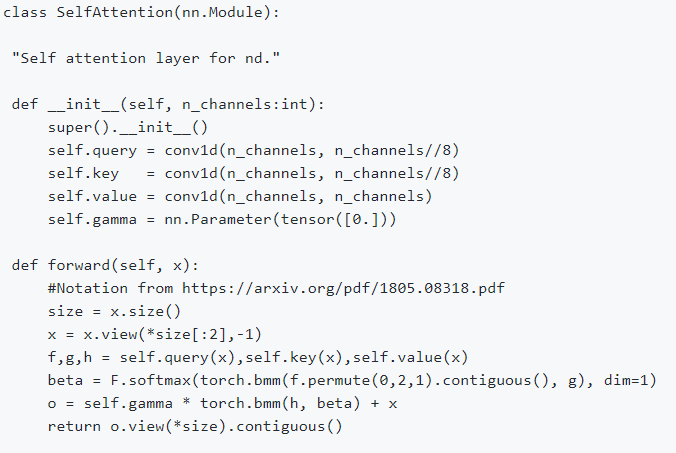 class SelfAttention(nn.Module):
"Self attention layer for nd."
def __init__(self, n_channels:int):
super().__init__()
self.query = conv1d(n_channels, n_channels//8)
self.key   = conv1d(n_channels, n_channels//8)
self.value = conv1d(n_channels, n_channels)
self.gamma = nn.Parameter(tensor([0.]))
def forward(self, x):
#Notation from https://arxiv.org/pdf/1805.08318.pdf
size = x.size()
x = x.view(*size[:2],-1)
f,g,h = self.query(x),self.key(x),self.value(x)
beta = F.softmax(torch.bmm(f.permute(0,2,1).contiguous(), g), dim=1)
o = self.gamma * torch.bmm(h, beta) + x
return o.view(*size).contiguous()